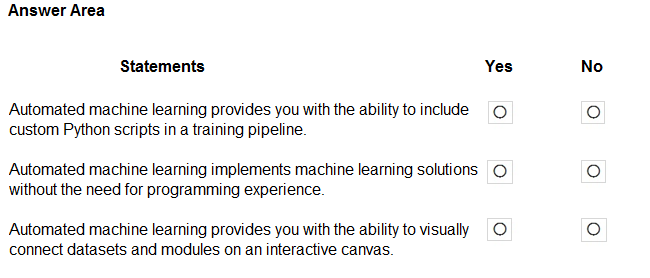 Answer Area
Statements Yes No
Automated machine learning provides you with the ability to include
custom Python scripts in a training pipeline.
Automated machine learning implements machine learning solutions
without the need for programming experience.
Automated machine learning provides you with the ability to visually
connect datasets and modules on an interactive canvas.